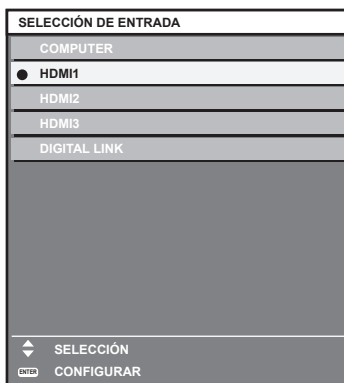 SELECCIÓN DE ENTRADA
COMPUTER
HDMI1
HDMI2
HDMI3
DIGITAL LINK
SELECCIÓN
ENTER CONFIGURAR